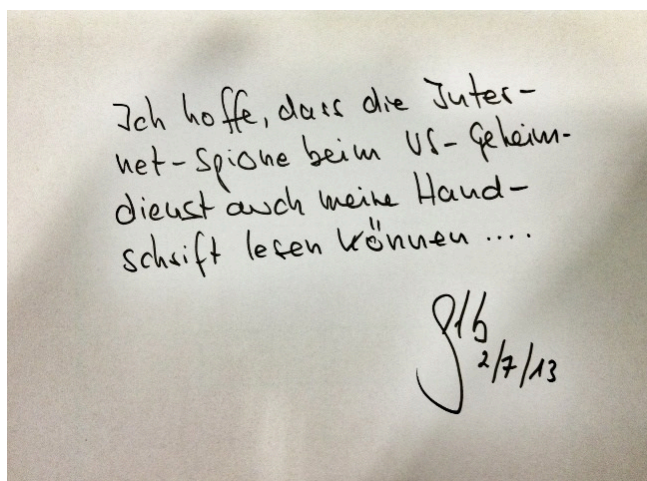 Ich hoffe, dass die Inter-
net-Spione beim US-Geheim-
dienst auch meine Hand-
schrift lesen können ....
2/7/13